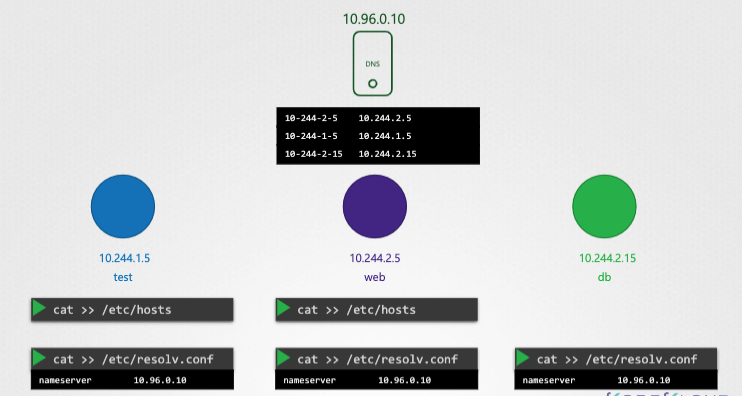 10.96.0.10
DNS
10-244-2-5 10.244.2.5
10-244-1-5 10.244.1.5
10-244-2-15 10.244.2.15
10.244.1.5 10.244.2.5 10.244.2.15
test web db
cat >> /etc/hosts cat >> /etc/hosts
cat >> /etc/resolv.conf cat >> /etc/resolv.conf cat >> /etc/resolv.conf
nameserver 10.96.0.10 nameserver 10.96.0.10 nameserver 10.96.0.10